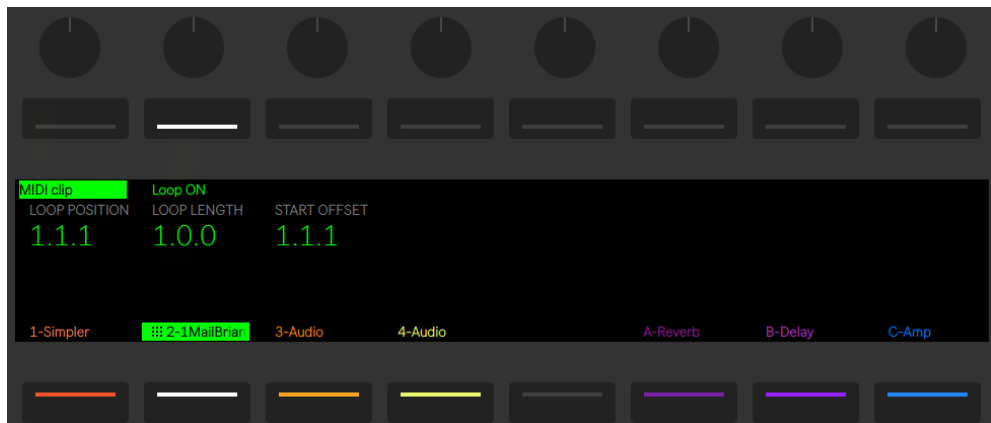 MIDI clip Loop ON
LOOP POSITION LOOP LENGTH START OFFSET
1.1.1 1.0.0 1.1.1
1-Simpler 2-1MailBrian 3-Audio 4-Audio A-Reverb B-Delay C-Amp